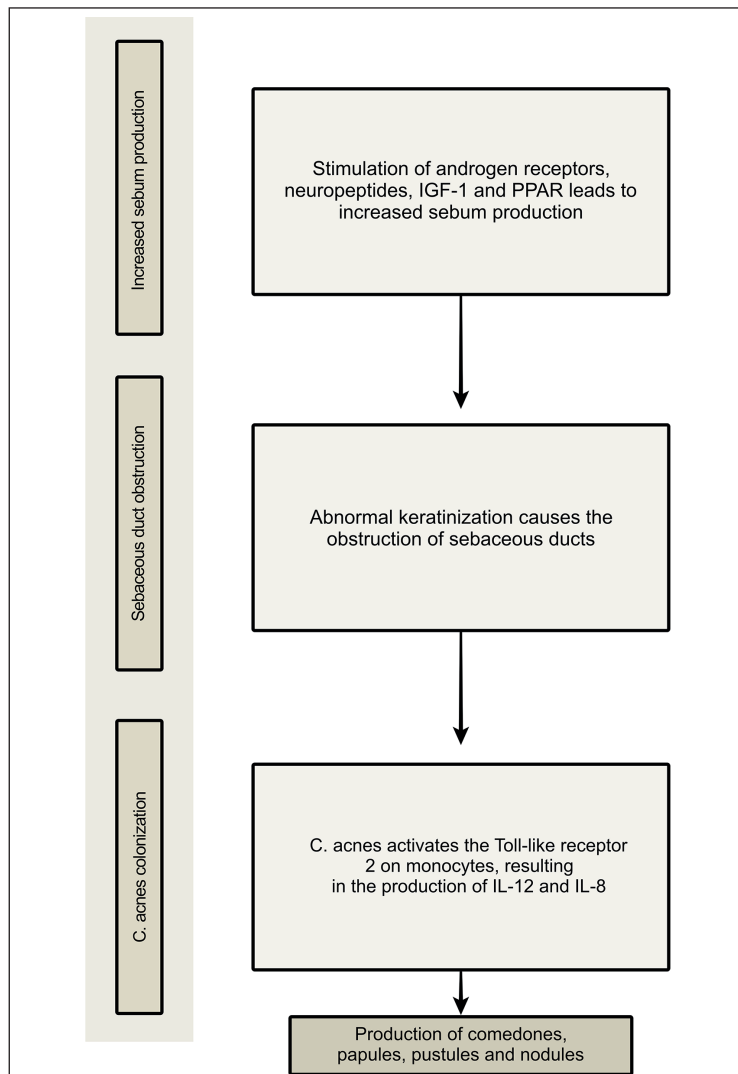 Increased sebum production
Stimulation of androgen receptors,
neuropeptides, IGF-1 and PPAR leads to
increased sebum production
Sebaceous duct obstruction
Abnormal keratinization causes the
obstruction of sebaceous ducts
C. acnes colonization
C. acnes activates the Toll-like receptor
2 on monocytes, resulting
in the production of IL-12 and IL-8
Production of comedones,
papules, pustules and nodules